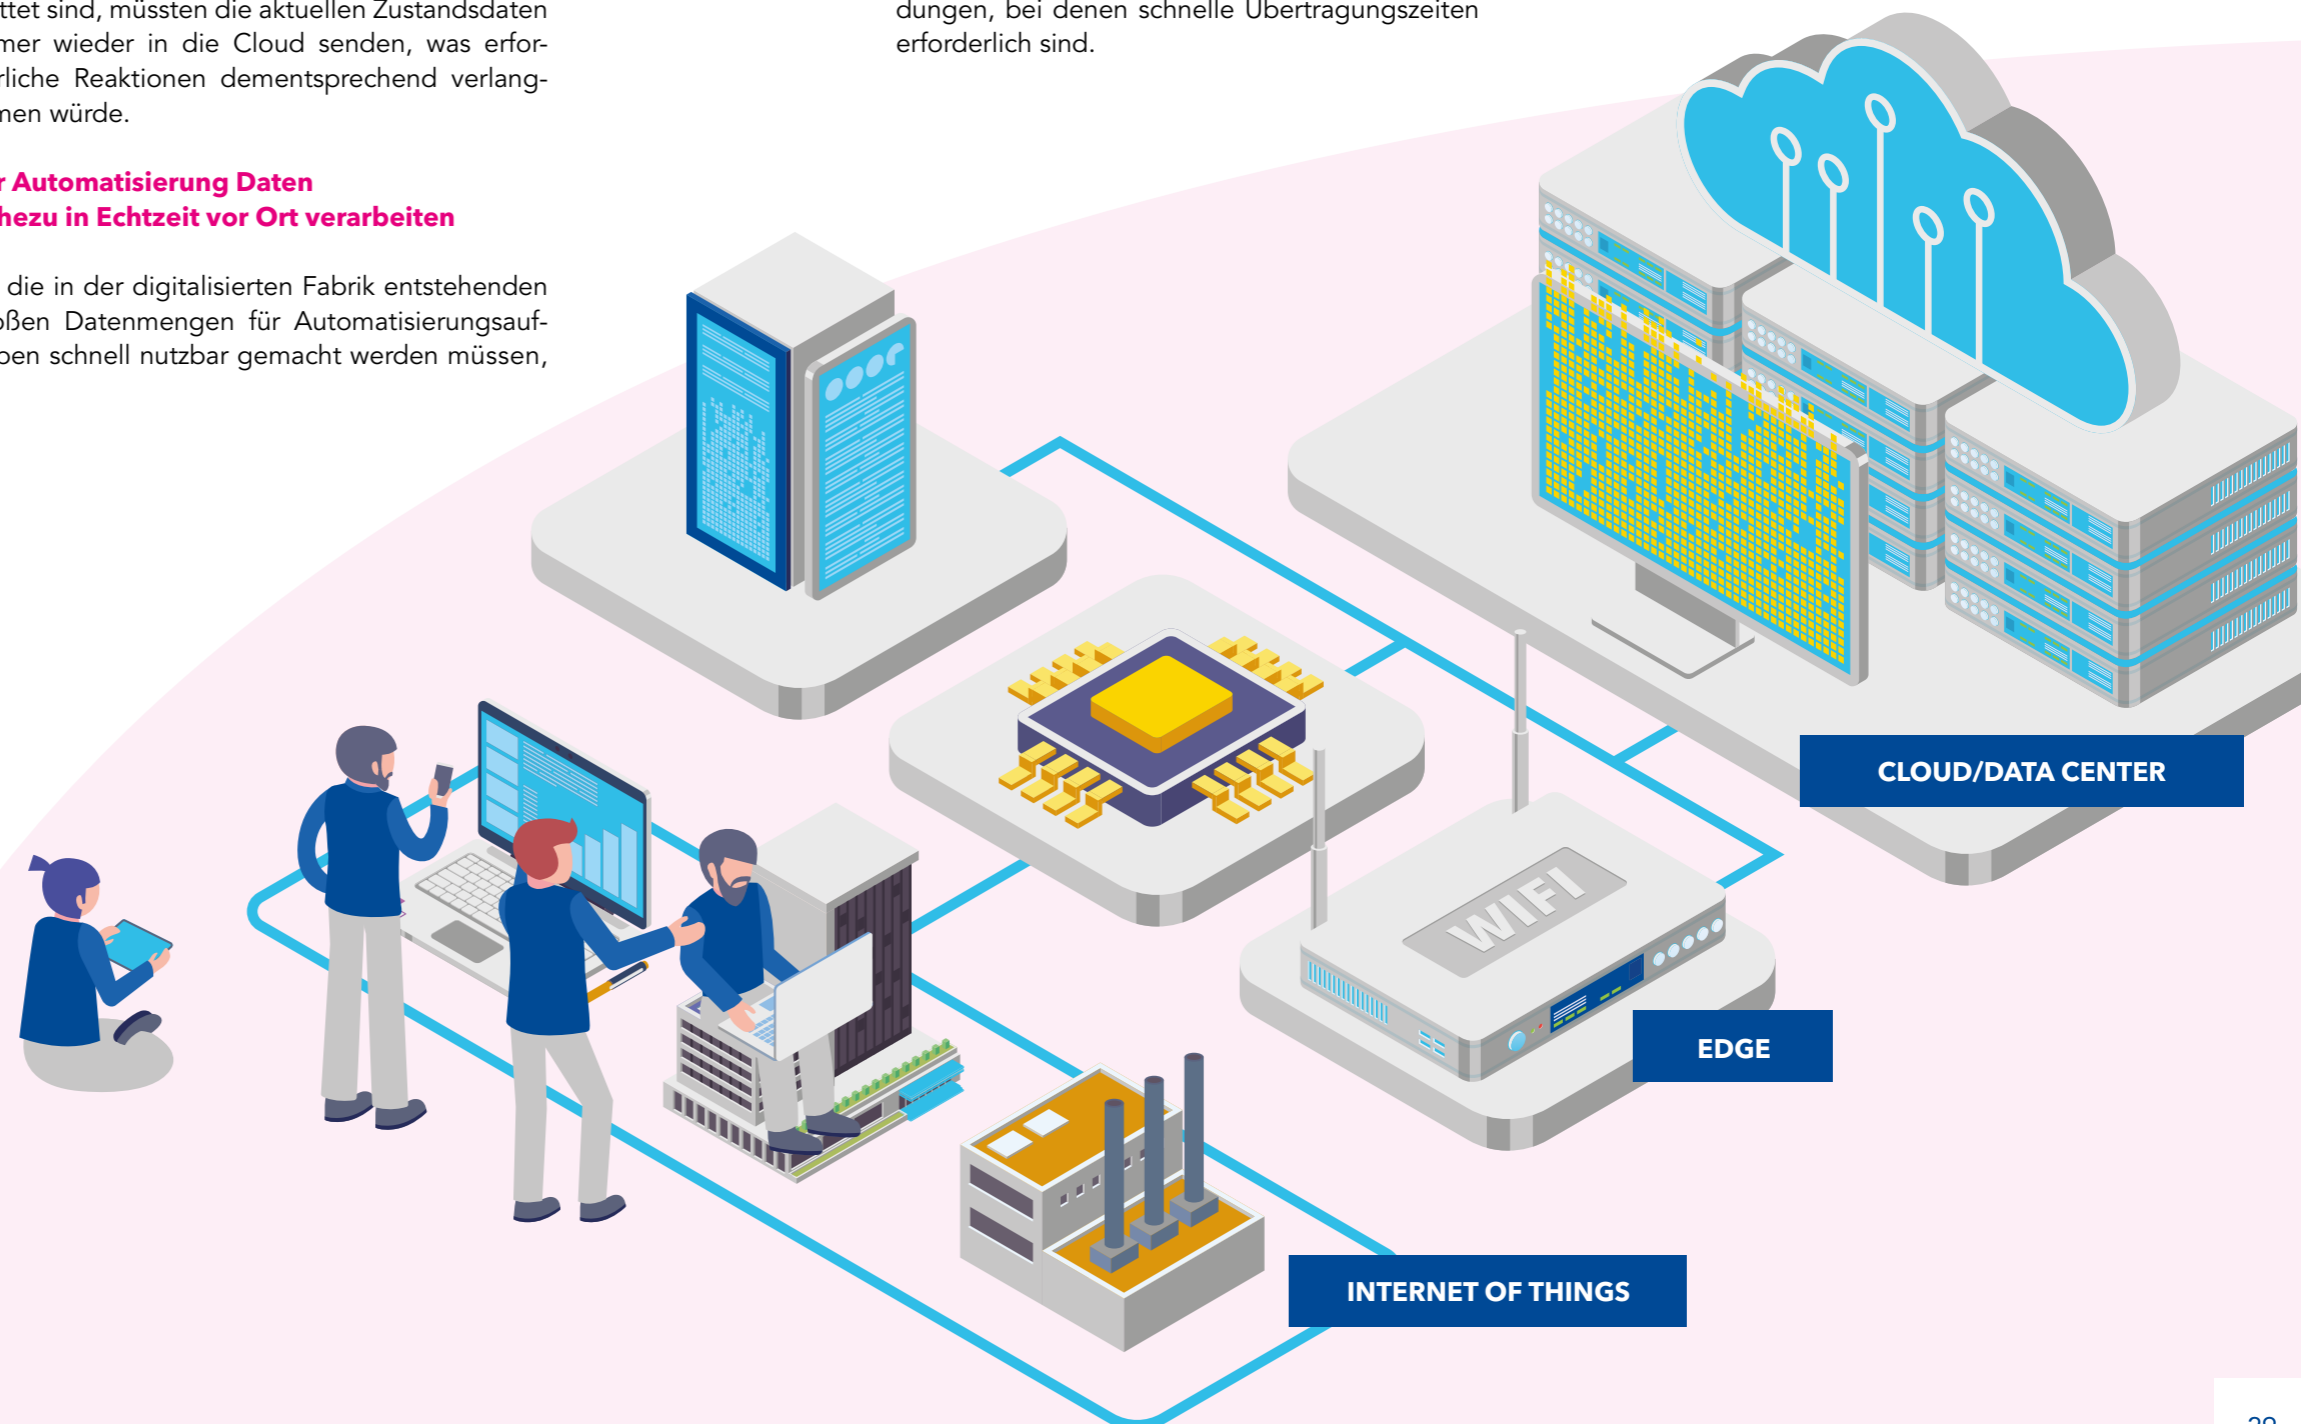 ttet sind, müssten die aktuellen Zustandsdaten
mer wieder in die Cloud senden, was erfor-
rliche Reaktionen dementsprechend verlang-
men würde.
r Automatisierung Daten
hezu in Echtzeit vor Ort verarbeiten
die in der digitalisierten Fabrik entstehenden
oßen Datenmengen für Automatisierungsauf-
ben schnell nutzbar gemacht werden müssen,
dungen, bei denen schnelle Übertragungszeiten
erforderlich sind.
CLOUD/DATA CENTER
WIFI
EDGE
INTERNET OF THINGS